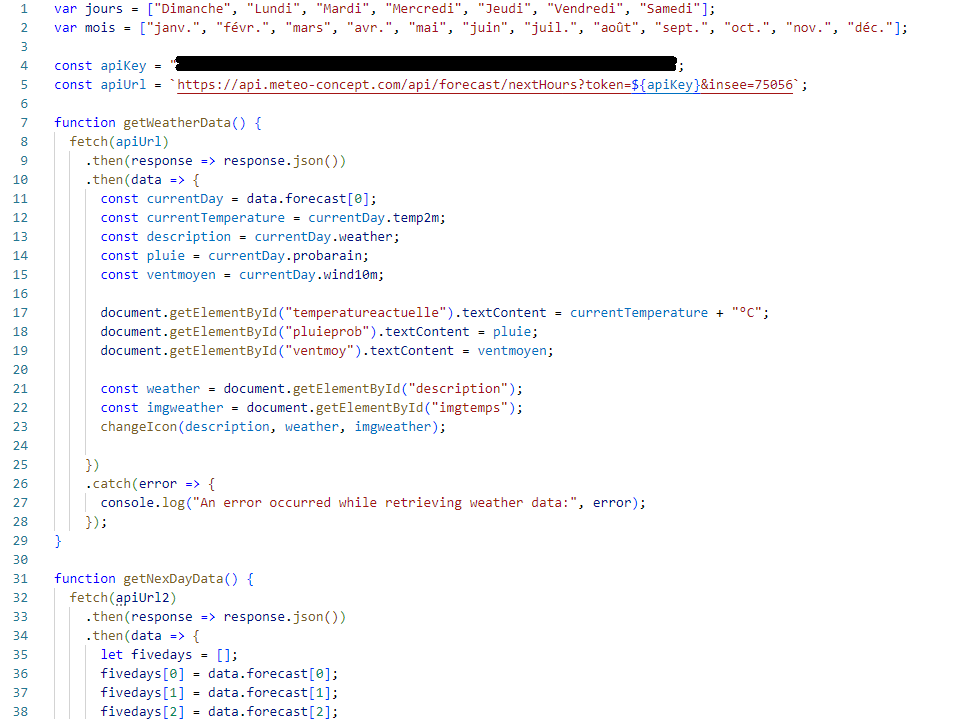 1 var jours = ["Dimanche", "Lundi", "Mardi", "Mercredi", "Jeudi", "Vendredi", "Samedi"];
2 var mois = ["janv.", "févr.", "mars", "avr.", "mai", "juin", "juil.", "août", "sept.", "oct.", "nov.", "déc."];
3
4 const apiKey = " ;
5 const apiUrl = `https://api.meteo-concept.com/api/forecast/nextHours?token=${apiKey}&insee=75056`;
6
7 function getWeatherData() {
8 fetch(apiUrl)
9 .then(response => response.json())
10 .then(data => {
11 const currentDay = data.forecast[0];
12 const currentTemperature = currentDay.temp2m;
13 const description = currentDay.weather;
14 const pluie = currentDay.probarain;
15 const ventmoyen = currentDay.wind10m;
16
17 document.getElementById("temperatureactuelle").textContent = currentTemperature + "°C";
18 document.getElementById("pluieprob").textContent = pluie;
19 document.getElementById("ventmoy").textContent = ventmoyen;
20
21 const weather = document.getElementById("description");
22 const imgweather = document.getElementById("imgtemps");
23 changeIcon(description, weather, imgweather);
24
25 })
26 .catch(error => {
27 console.log("An error occurred while retrieving weather data:", error);
28 });
29 }
30
31 function getNexDayData() {
32 fetch(apiUrl2)
33 .then(response => response.json())
34 .then(data => {
35 let fivedays = [];
36 fivedays[0] = data.forecast[0];
37 fivedays[1] = data.forecast[1];
38 fivedays[2] = data.forecast[2];